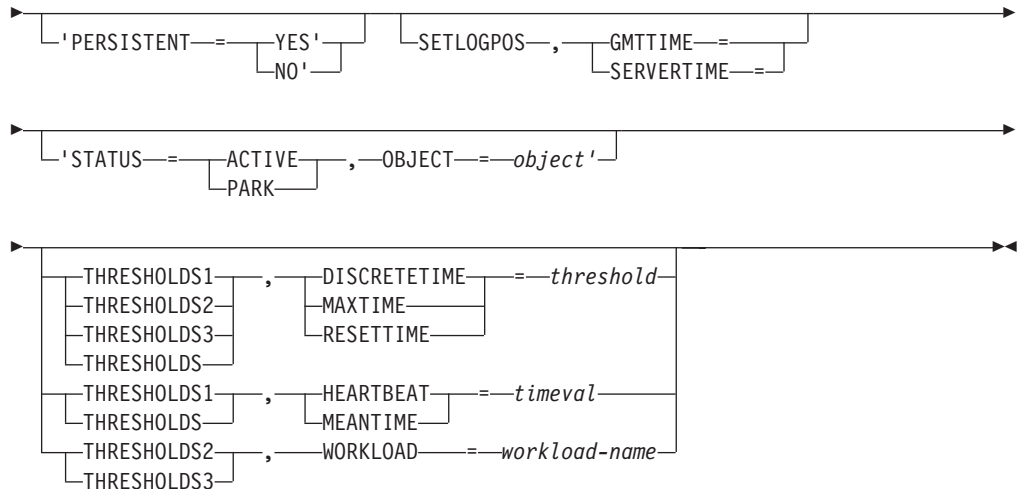 'PERSISTENT = YES' SETLOGPOS , GMTTIME =
NO' SERVERTIME =
'STATUS = ACTIVE , OBJECT = object'
PARK
THRESHOLDS1 , DISCRETETIME = threshold
THRESHOLDS2 MAXTIME
THRESHOLDS3 RESETTIME
THRESHOLDS
THRESHOLDS1 , HEARTBEAT = timeval
THRESHOLDS MEANTIME
THRESHOLDS2 , WORKLOAD = workload-name
THRESHOLDS3